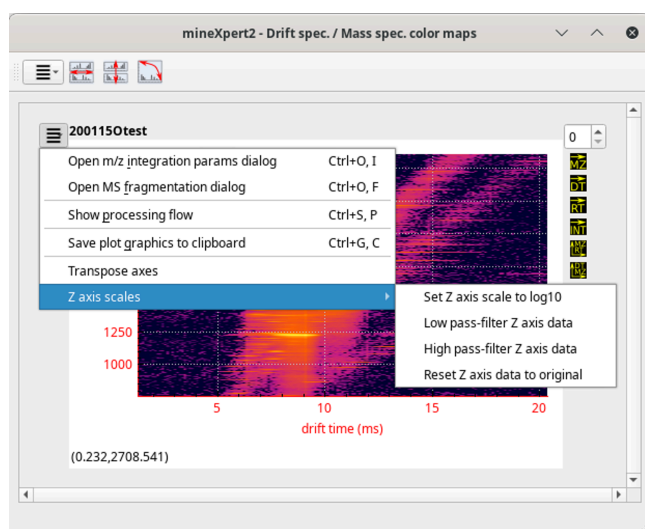 mineXpert2 - Drift spec. / Mass spec. color maps
200115Otest
0
Open m/z integration params dialog Ctrl+O, I
Open MS fragmentation dialog Ctrl+O, F
Show processing flow Ctrl+S, P
Save plot graphics to clipboard Ctrl+G, C
Transpose axes
Z axis scales
Set Z axis scale to log10
Low pass-filter Z axis data
High pass-filter Z axis data
Reset Z axis data to original
MZ
DT
RT
INT
1250
1000
5 10 15 20
drift time (ms)
(0.232,2708.541)